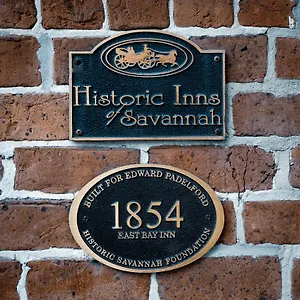 Historic Inns
of Savannah
BUILT FOR EDWARD PADELFORD
1854
EAST BAY INN
HISTORIC SAVANNAH FOUNDATION